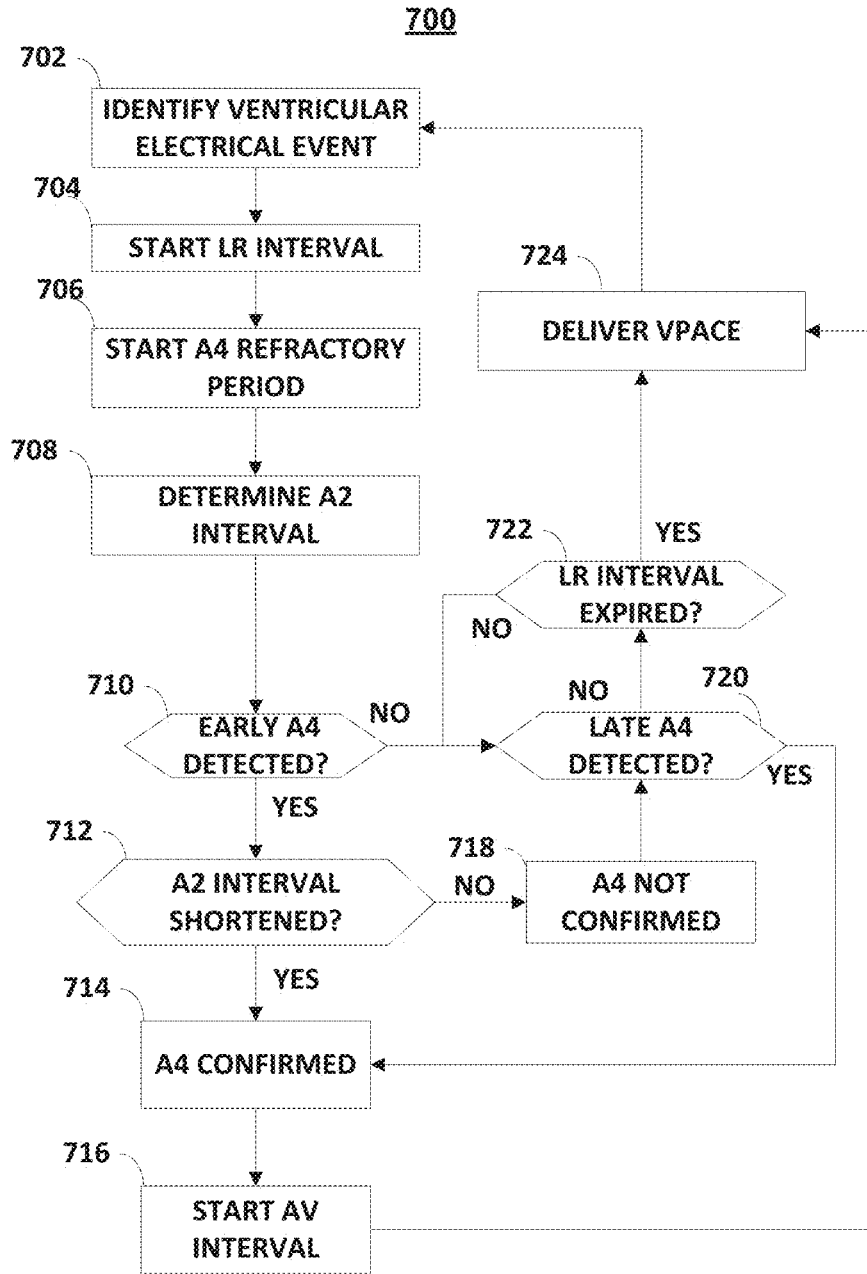 700
702
IDENTIFY VENTRICULAR
ELECTRICAL EVENT
704
START LR INTERVAL
706
START A4 REFRACTORY
PERIOD
724
DELIVER VPACE
708
DETERMINE A2
INTERVAL
YES
722
LR INTERVAL
EXPIRED?
NO
NO
720
710
EARLY A4
DETECTED?
NO
LATE A4
DETECTED?
YES
YES
712
A2 INTERVAL
SHORTENED?
NO
718
A4 NOT
CONFIRMED
YES
714
A4 CONFIRMED
716
START AV
INTERVAL